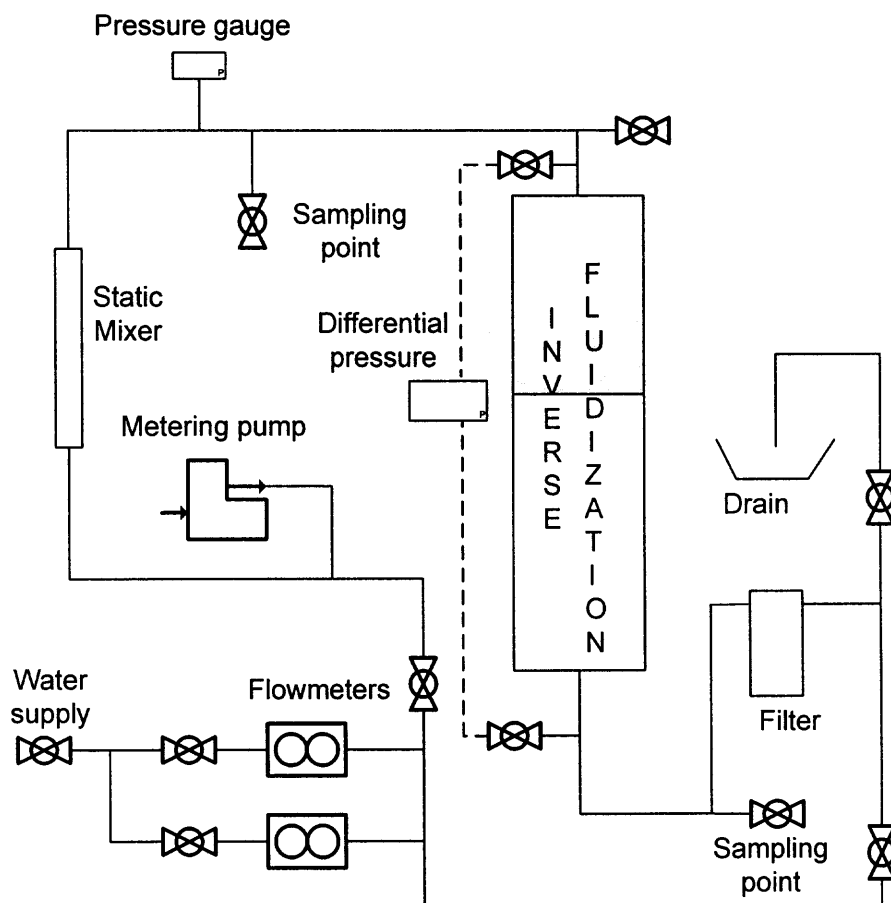 Pressure gauge
P
Sampling
point
Static
Mixer
Differential
pressure
P
INVERSE
FLUIDIZATION
Metering pump
Drain
Water
supply
Flowmeters
Filter
Sampling
point